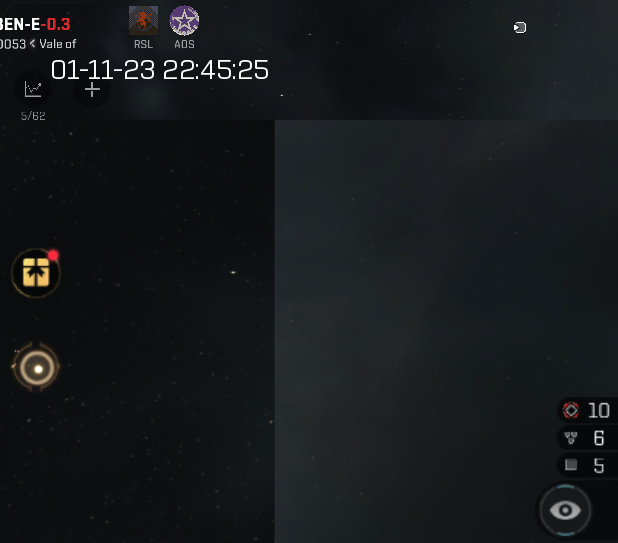 BEN-E-0.3
0053 < Vale of
RSL AOS
01-11-23 22:45:25
5/62
10
6
5